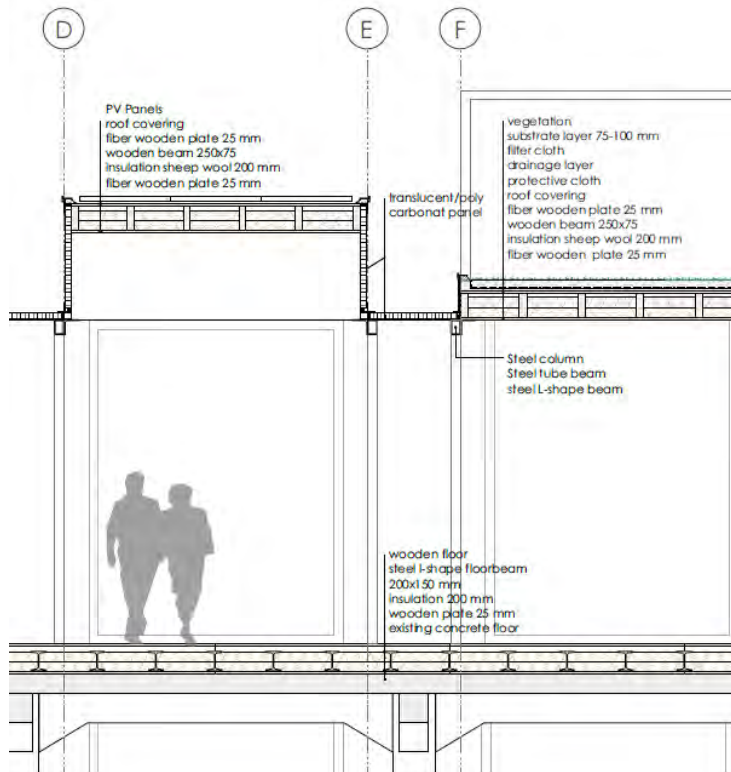 D
E
F
PV Panels
roof covering
fiber wooden plate 25 mm
wooden beam 250x75
insulation sheep wool 200 mm
fiber wooden plate 25 mm
translucent/poly
carbonat panel
vegetation
substrate layer 75-100 mm
filter cloth
drainage layer
protective cloth
roof covering
fiber wooden plate 25 mm
wooden beam 250x75
insulation sheep wool 200 mm
fiber wooden plate 25 mm
Steel column
Steel tube beam
steel L-shape beam
wooden floor
steel I-shape floorbeam
200x150 mm
insulation 200 mm
wooden plate 25 mm
existing concrete floor